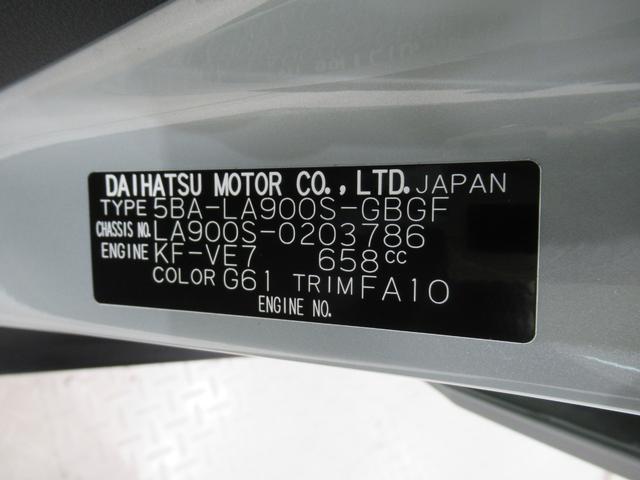 DAIHATSU MOTOR CO.,LTD. JAPAN
TYPE 5BA-LA900S-GBGF
CHASSIS NO. LA900S-0203786
ENGINE KF-VE7 658cc
COLOR G61 TRIM FA10
ENGINE NO.